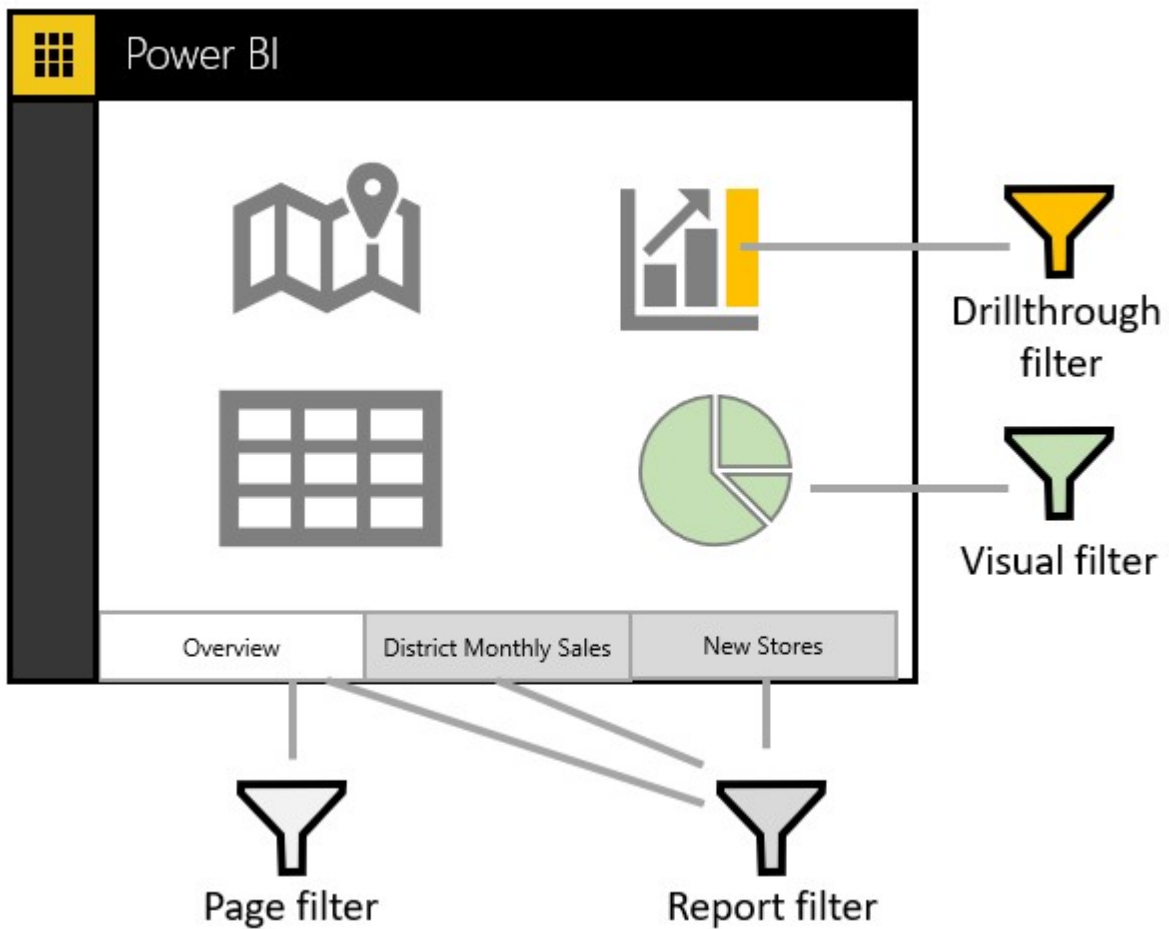 Power BI
Drillthrough
filter
Visual filter
Overview
District Monthly Sales
New Stores
Page filter
Report filter